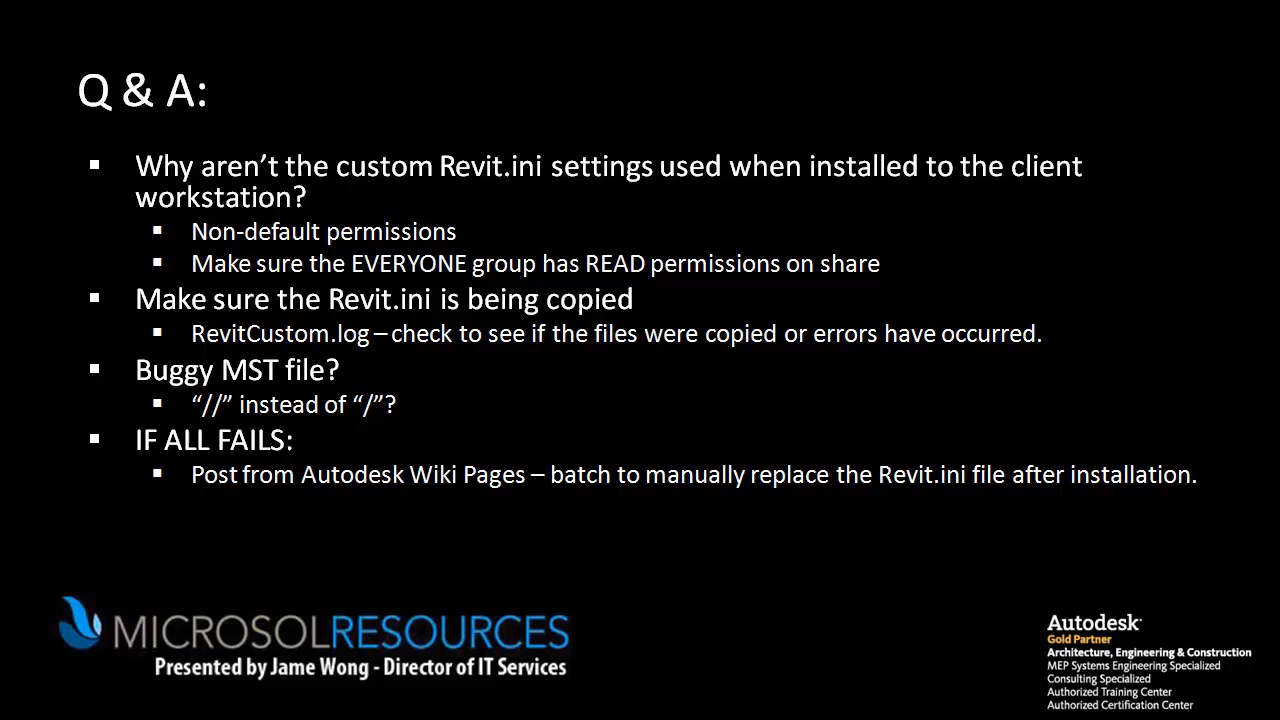 Q & A:
Why aren’t the custom Revit.ini settings used when installed to the client
workstation?
Non-default permissions
Make sure the EVERYONE group has READ permissions on share
Make sure the Revit.ini is being copied
RevitCustom.log – check to see if the files were copied or errors have occurred.
Buggy MST file?
“//” instead of “/”?
IF ALL FAILS:
Post from Autodesk Wiki Pages – batch to manually replace the Revit.ini file after installation.
MICROSOLRESOURCES
Presented by Jame Wong - Director of IT Services
Autodesk
Gold Partner
Architecture, Engineering & Construction
MEP Systems Engineering Specialized
Consulting Specialized
Authorized Training Center
Authorized Certification Center